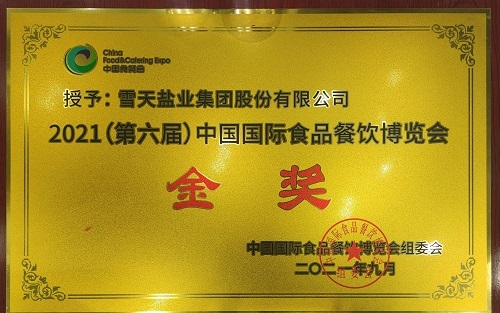 China
Food&Catering Expo
中国食餐会
授予：雪天盐业集团股份有限公司
2021（第六届）中国国际食品餐饮博览会
金 奖
中国国际食品餐饮博览会组委会
二〇二一年九月